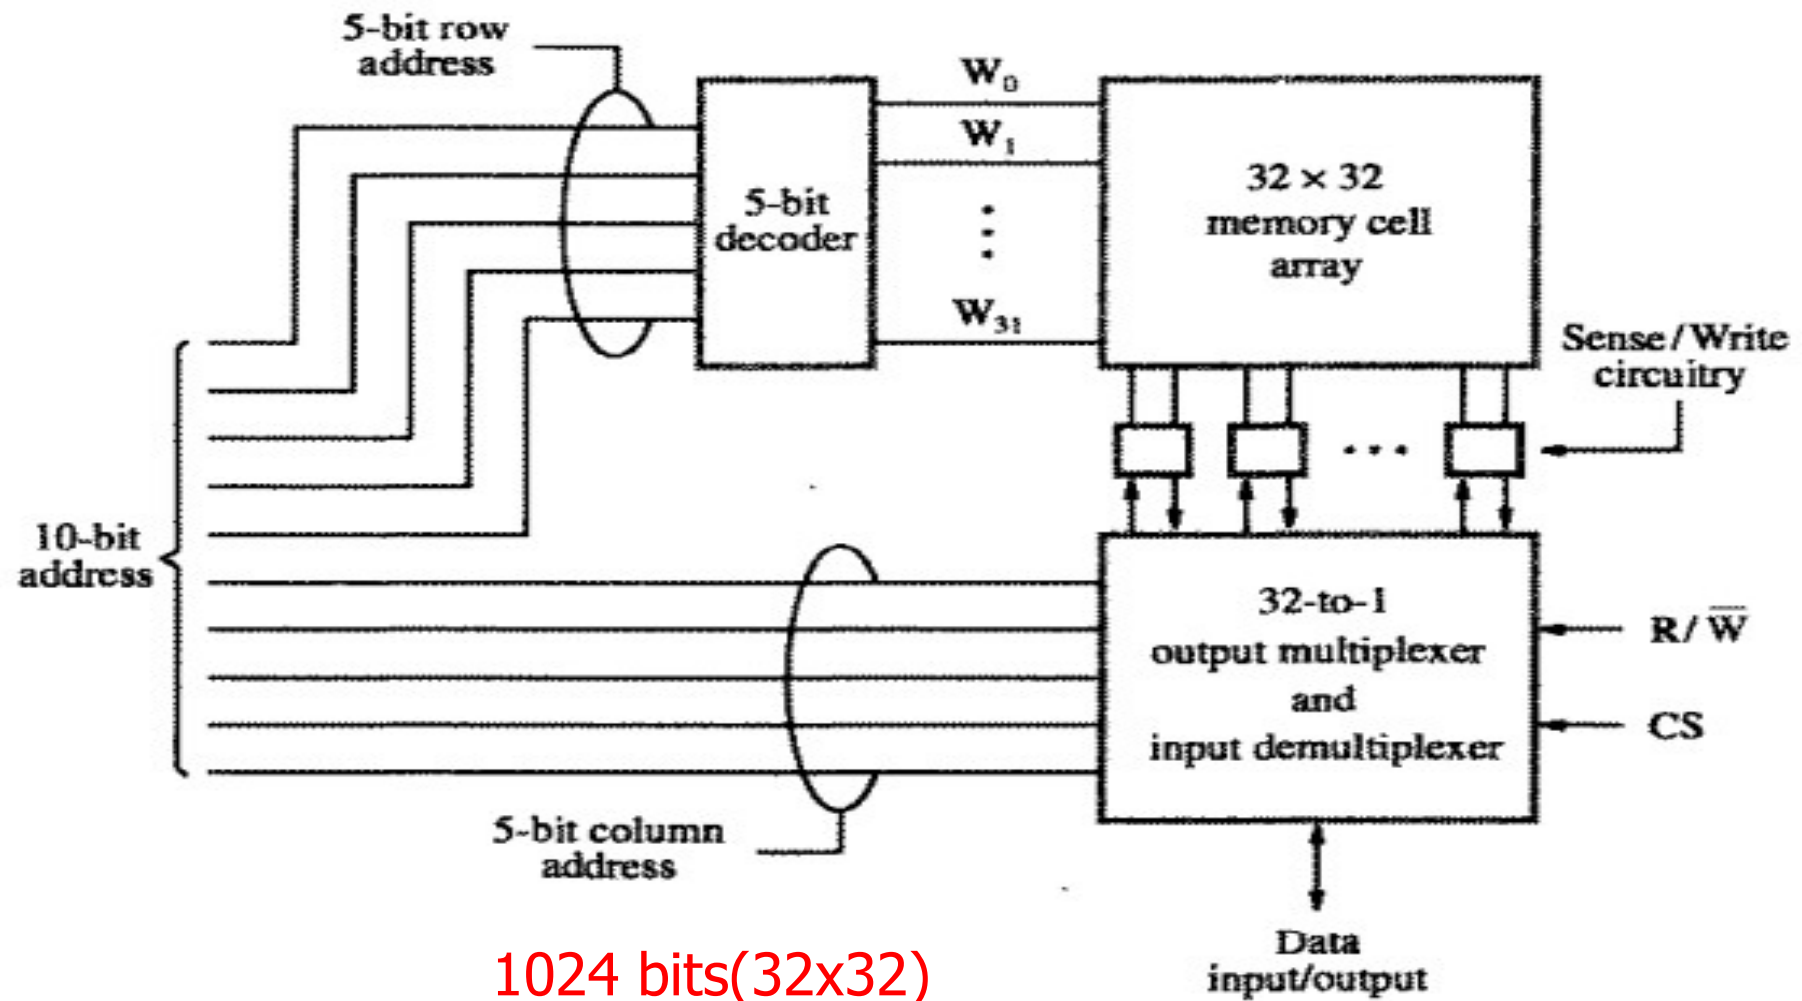 5-bit row
address
W₀
W₁
5-bit
decoder
32 × 32
memory cell
array
W₃₁
Sense / Write
circuitry
10-bit
address
32-to-1
output multiplexer
and
input demultiplexer
R/ W̅
CS
5-bit column
address
Data
input/output
1024 bits(32x32)